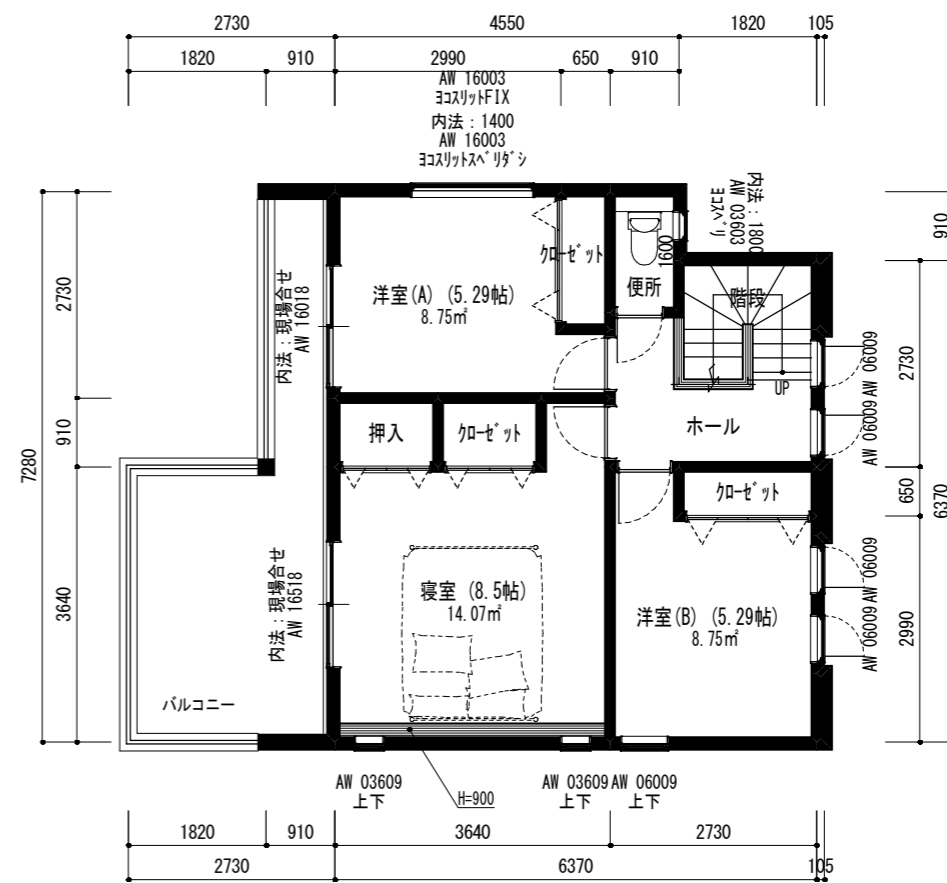 2730
4550
1820
105
1820
910
2990
650
910
AW 16003
ﾖｺｽﾘｯﾄFIX
内法：1400
AW 16003
ﾖｺｽﾘｯﾄｽﾍﾞﾘﾀﾞｼ
内法：1800
AW 03603
ﾖｺｽﾍﾞﾘ
910
7280
2730
910
3640
内法：現場合せ
AW 16018
洋室(A) (5.29帖)
8.75㎡
ｸﾛｰｾﾞｯﾄ
1600
便所
階段
UP
AW 06009
AW 06009
2730
650
6370
2990
押入
ｸﾛｰｾﾞｯﾄ
ホール
ｸﾛｰｾﾞｯﾄ
内法：現場合せ
AW 16518
寝室 (8.5帖)
14.07㎡
洋室(B) (5.29帖)
8.75㎡
AW 06009
AW 06009
バルコニー
AW 03609
上下
H=900
AW 03609
上下
AW 06009
上下
1820
910
3640
2730
2730
6370
105